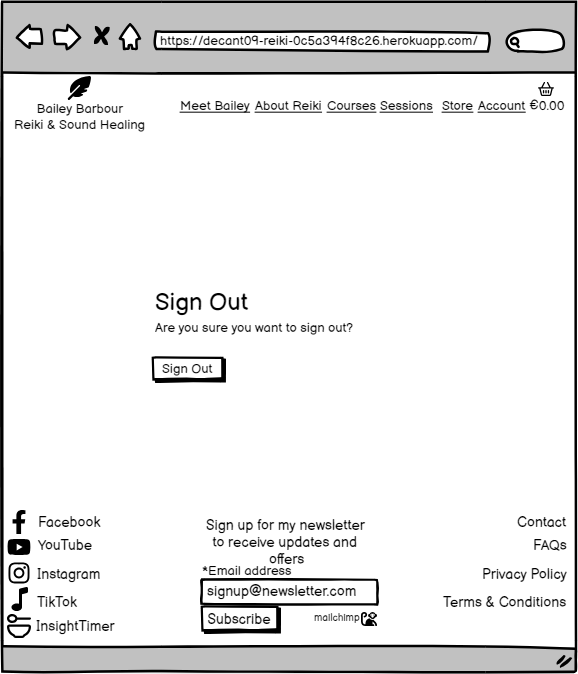 https://decant09-reiki-0c5a394f8c26.herokuapp.com/
Bailey Barbour
Reiki & Sound Healing
Meet Bailey About Reiki Courses Sessions Store Account €0.00
Sign Out
Are you sure you want to sign out?
Sign Out
Facebook
YouTube
Instagram
TikTok
InsightTimer
Sign up for my newsletter
to receive updates and
offers
*Email address
signup@newsletter.com
Subscribe
mailchimp
Contact
FAQs
Privacy Policy
Terms & Conditions